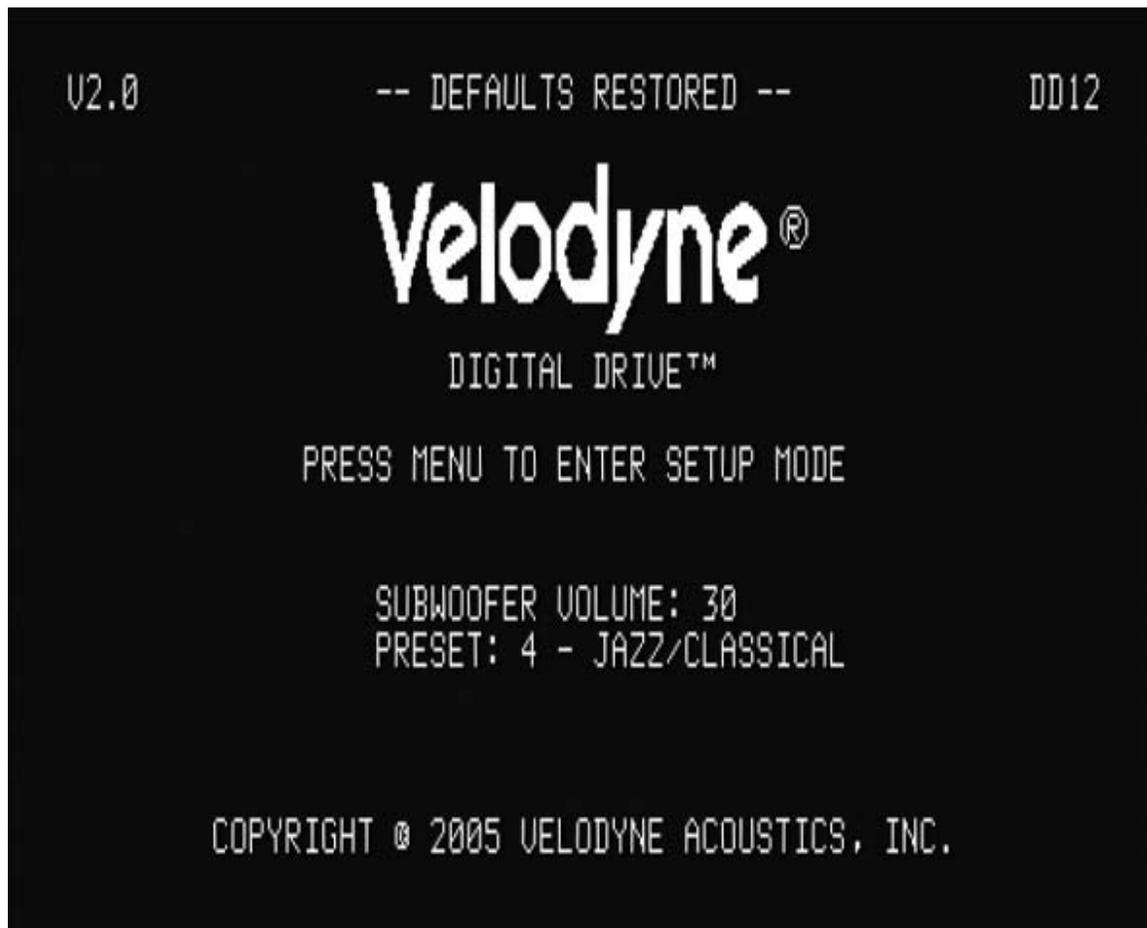 V2.0 -- DEFAULTS RESTORED -- DD12
Velodyne®
DIGITAL DRIVE™
PRESS MENU TO ENTER SETUP MODE
SUBWOOFER VOLUME: 30
PRESET: 4 - JAZZ/CLASSICAL
COPYRIGHT © 2005 VELODYNE ACOUSTICS, INC.